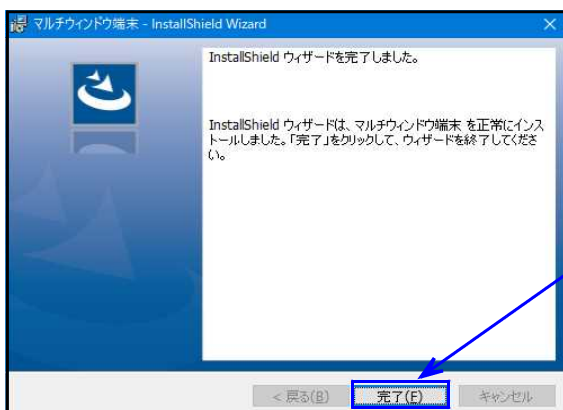 マルチウィンドウ端末 - InstallShield Wizard
InstallShield ウィザードを完了しました。
InstallShield ウィザードは、マルチウィンドウ端末 を正常にインス
トールしました。「完了」をクリックして、ウィザードを終了してくださ
い。
< 戻る(B)
完了(F)
キャンセル